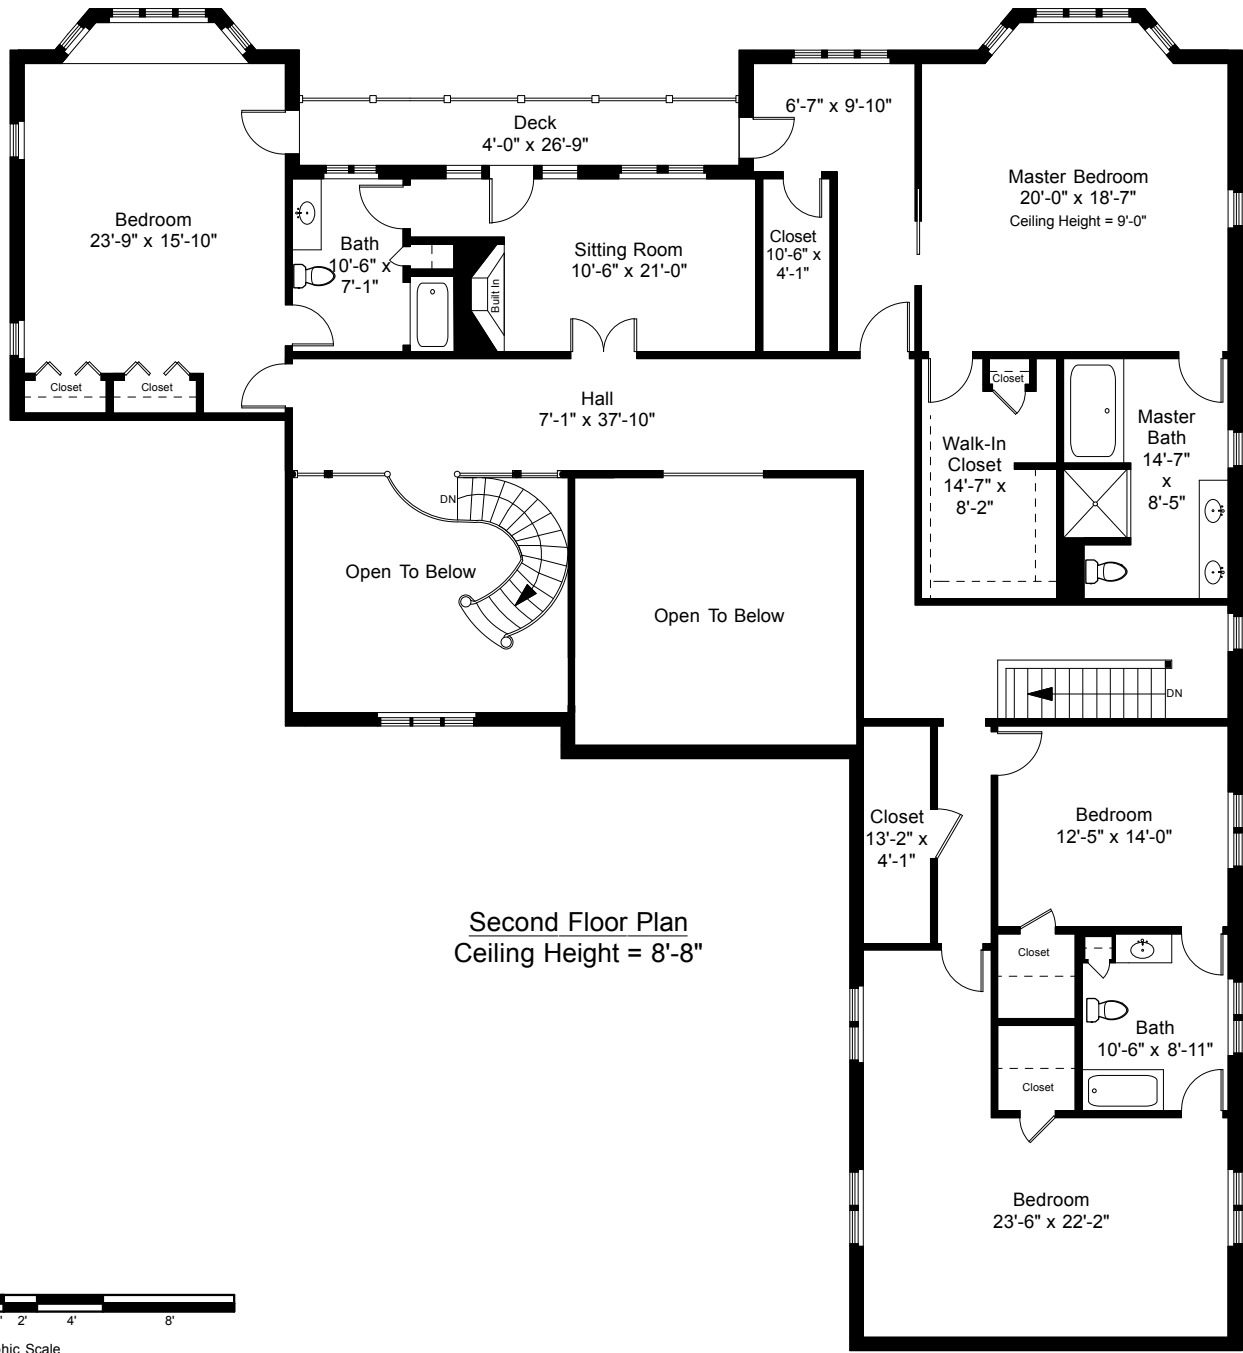 6'-7" x 9'-10"
Deck
4'-0" x 26'-9"
Master Bedroom
20'-0" x 18'-7"
Ceiling Height = 9'-0"
Bedroom
23'-9" x 15'-10"
Bath
10'-6" x
7'-1"
Sitting Room
10'-6" x 21'-0"
Built In
Closet
10'-6" x
4'-1"
Closet
Closet
Closet
Hall
7'-1" x 37'-10"
Walk-In
Closet
14'-7" x
8'-2"
Master
Bath
14'-7"
x
8'-5"
DN
Open To Below
Open To Below
DN
Closet
13'-2" x
4'-1"
Bedroom
12'-5" x 14'-0"
Second Floor Plan
Ceiling Height = 8'-8"
Closet
Bath
10'-6" x 8'-11"
Closet
Bedroom
23'-6" x 22'-2"
2' 4' 8'
Scale